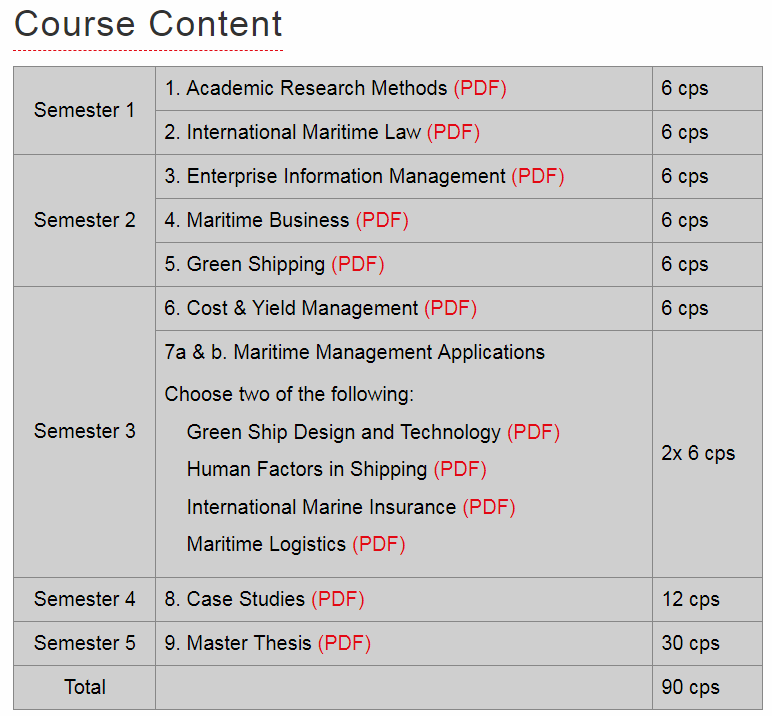 Course Content
Semester 1
1. Academic Research Methods (PDF)
6 cps
2. International Maritime Law (PDF)
6 cps
Semester 2
3. Enterprise Information Management (PDF)
6 cps
4. Maritime Business (PDF)
6 cps
5. Green Shipping (PDF)
6 cps
Semester 3
6. Cost & Yield Management (PDF)
6 cps
7a & b. Maritime Management Applications
Choose two of the following:
Green Ship Design and Technology (PDF)
Human Factors in Shipping (PDF)
International Marine Insurance (PDF)
Maritime Logistics (PDF)
2x 6 cps
Semester 4
8. Case Studies (PDF)
12 cps
Semester 5
9. Master Thesis (PDF)
30 cps
Total
90 cps